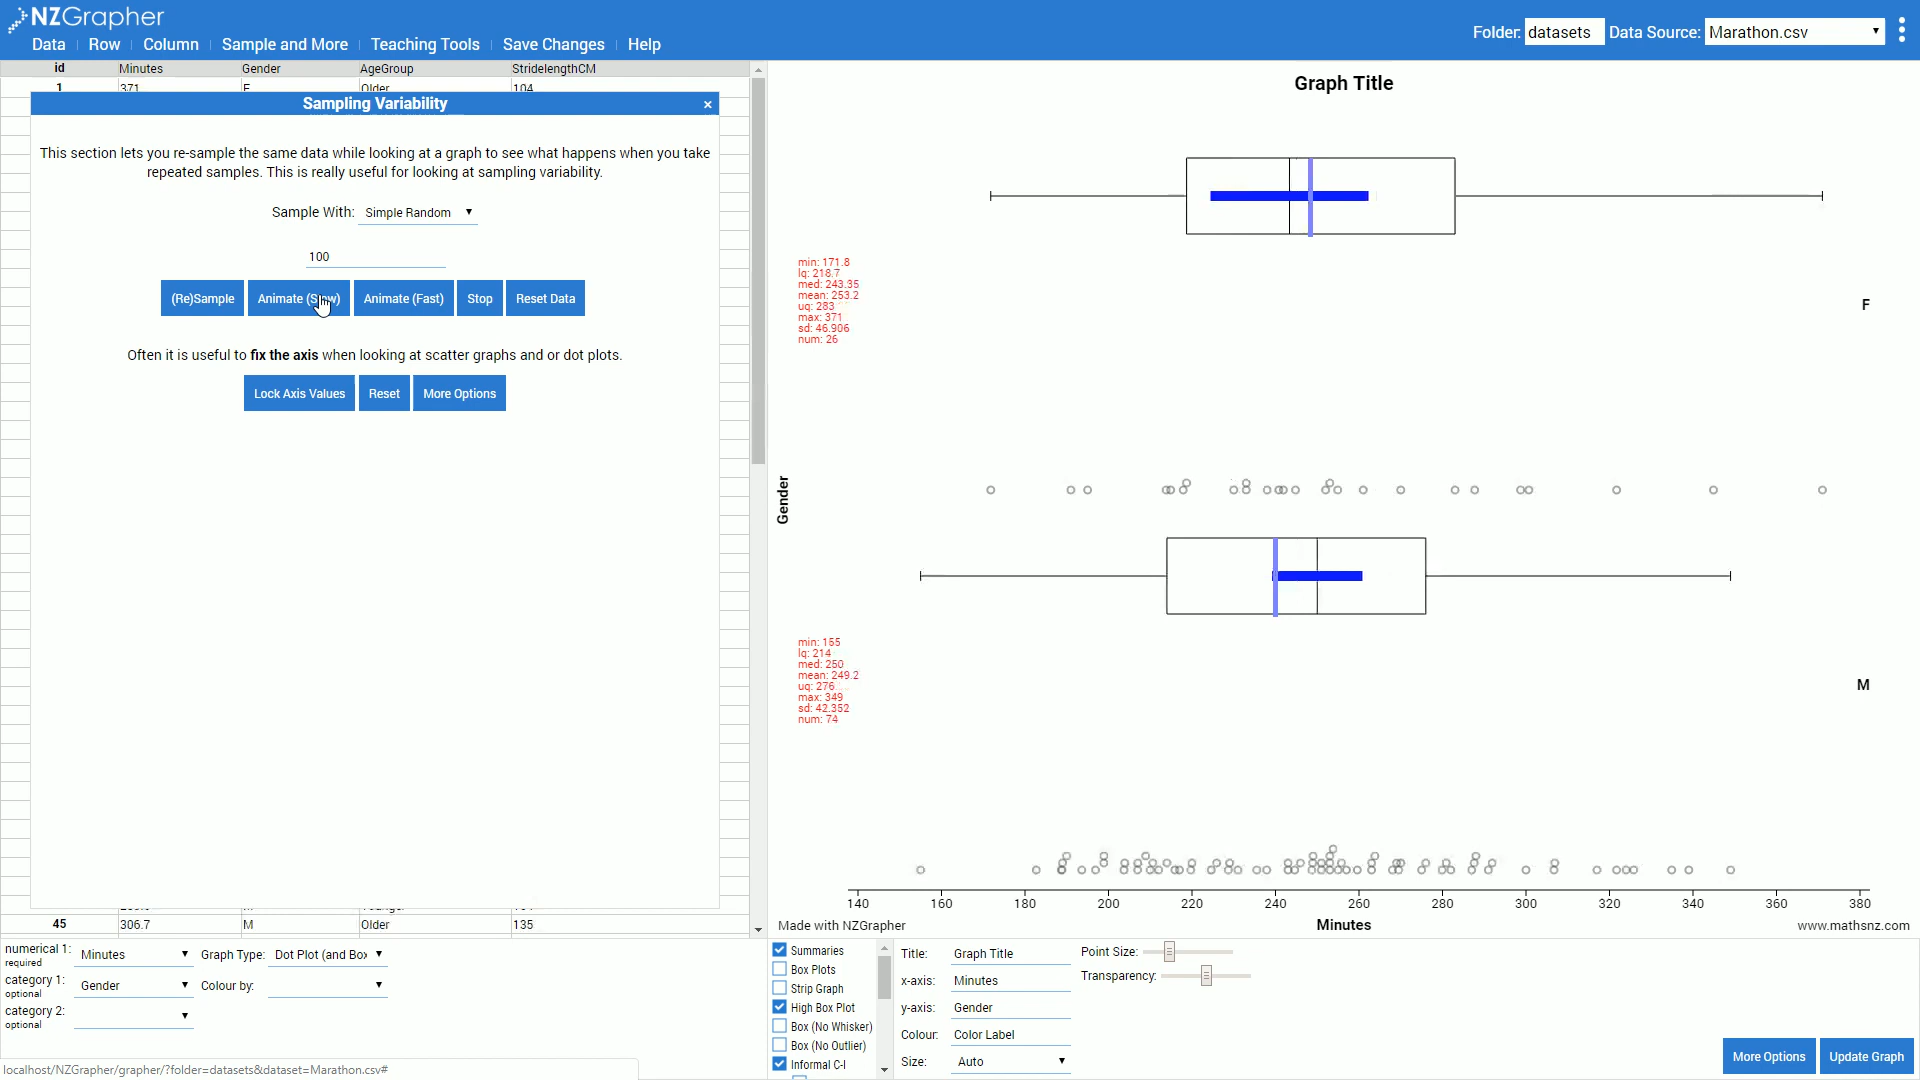 NZGrapher
Data Row Column Sample and More Teaching Tools Save Changes Help
Folder: datasets Data Source: Marathon.csv
id Minutes Gender AgeGroup StridelengthCM
1 371 F Older 104
Sampling Variability ×
This section lets you re-sample the same data while looking at a graph to see what happens when you take
repeated samples. This is really useful for looking at sampling variability.
Sample With: Simple Random
100
(Re)Sample Animate (Slow) Animate (Fast) Stop Reset Data
Often it is useful to fix the axis when looking at scatter graphs and or dot plots.
Lock Axis Values Reset More Options
45 306.7 M Older 135
Graph Title
min: 171.8
lq: 218.7
med: 243.35
mean: 253.2
uq: 283
max: 371
sd: 46.906
num: 26
F
Gender
min: 155
lq: 214
med: 250
mean: 249.2
uq: 276
max: 349
sd: 42.352
num: 74
M
140 160 180 200 220 240 260 280 300 320 340 360 380
Made with NZGrapher Minutes www.mathsnz.com
numerical 1: required Minutes Graph Type: Dot Plot (and Box
category 1: optional Gender Colour by:
category 2: optional
localhost/NZGrapher/grapher/?folder=datasets&dataset=Marathon.csv#
Summaries
Box Plots
Strip Graph
High Box Plot
Box (No Whisker)
Box (No Outlier)
Informal C-I
Title: Graph Title
x-axis: Minutes
y-axis: Gender
Colour: Color Label
Size: Auto
Point Size:
Transparency:
More Options Update Graph